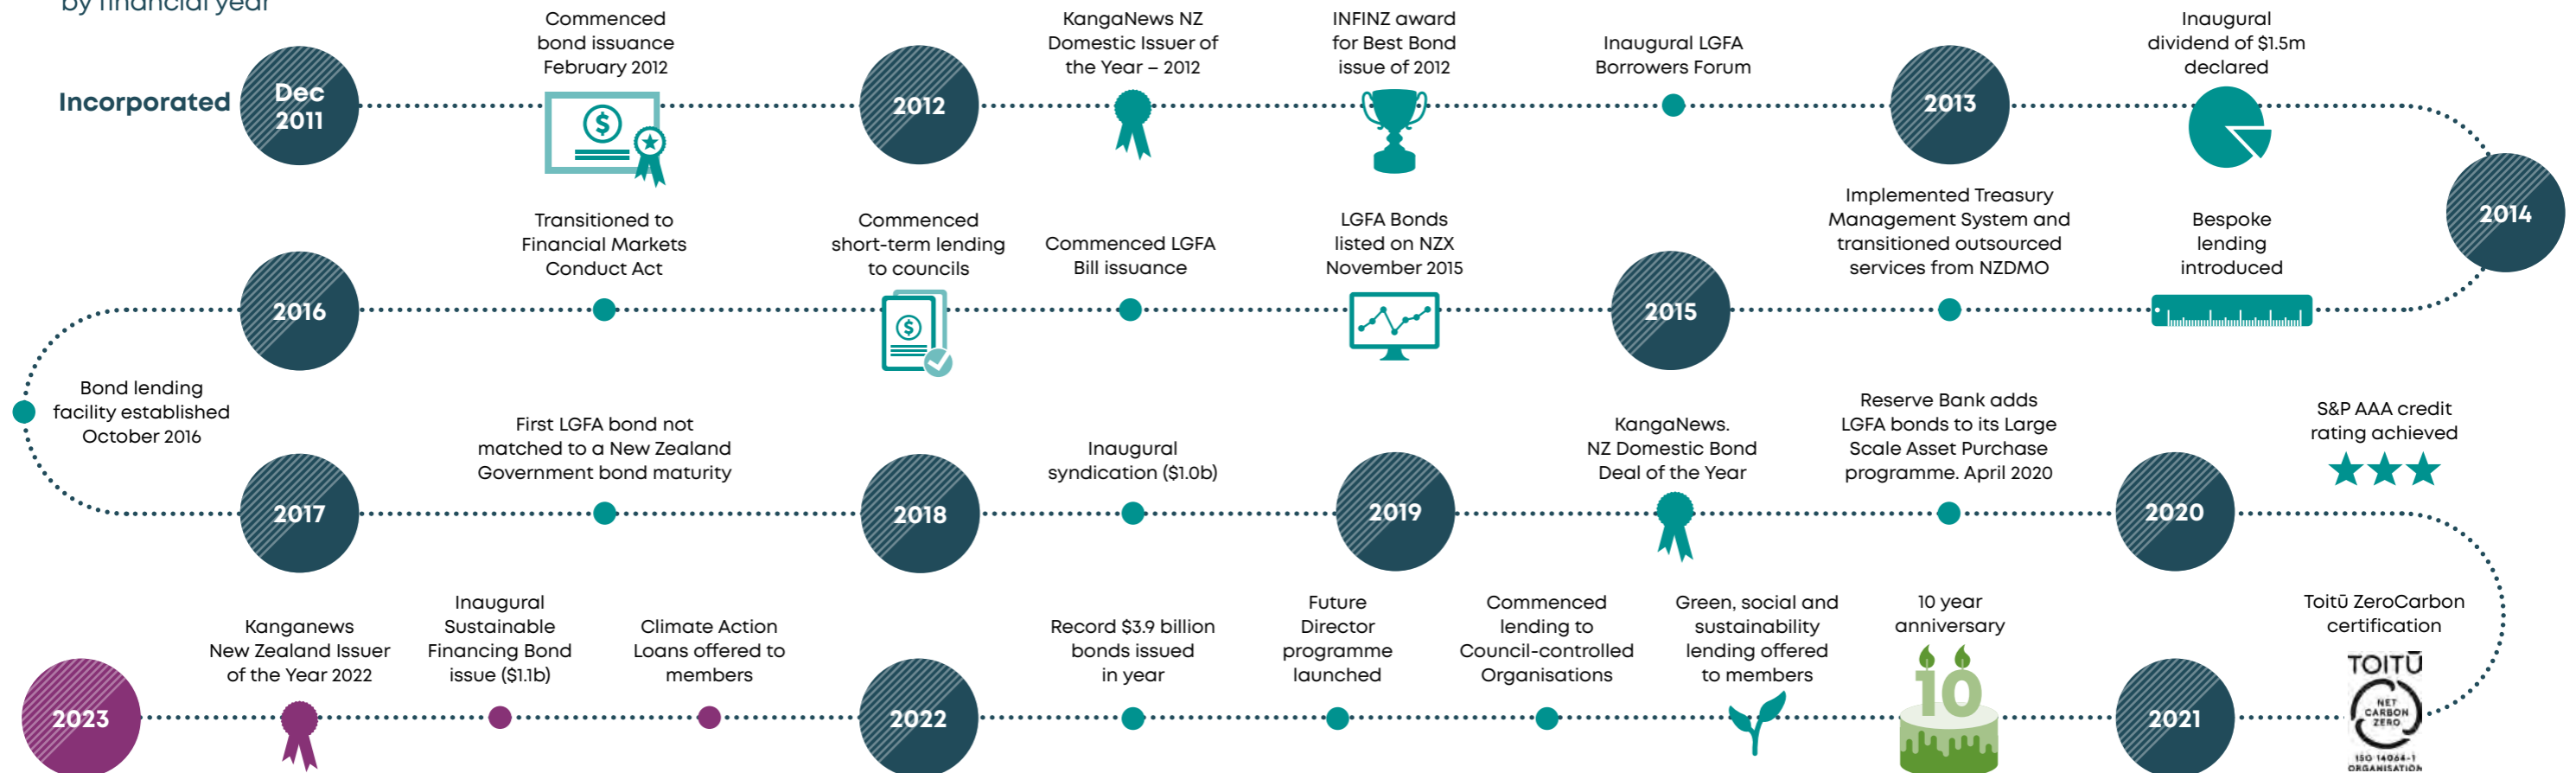 by financial year
Incorporated
Dec
2011
Commenced
bond issuance
February 2012
$
2012
KangaNews NZ
Domestic Issuer of
the Year – 2012
INFINZ award
for Best Bond
issue of 2012
Inaugural LGFA
Borrowers Forum
2013
Inaugural
dividend of $1.5m
declared
2014
Bespoke
lending
introduced
Implemented Treasury
Management System and
transitioned outsourced
services from NZDMO
2015
LGFA Bonds
listed on NZX
November 2015
Commenced LGFA
Bill issuance
Commenced
short-term lending
to councils
$
Transitioned to
Financial Markets
Conduct Act
2016
Bond lending
facility established
October 2016
2017
First LGFA bond not
matched to a New Zealand
Government bond maturity
2018
Inaugural
syndication ($1.0b)
2019
KangaNews.
NZ Domestic Bond
Deal of the Year
Reserve Bank adds
LGFA bonds to its Large
Scale Asset Purchase
programme. April 2020
2020
S&P AAA credit
rating achieved
Toitū ZeroCarbon
certification
TOITŪ
NET
CARBON
ZERO
ISO 14064-1
ORGANISATION
2021
10 year
anniversary
10
Green, social and
sustainability
lending offered
to members
Commenced
lending to
Council-controlled
Organisations
Future
Director
programme
launched
Record $3.9 billion
bonds issued
in year
2022
Climate Action
Loans offered to
members
Inaugural
Sustainable
Financing Bond
issue ($1.1b)
Kanganews
New Zealand Issuer
of the Year 2022
2023